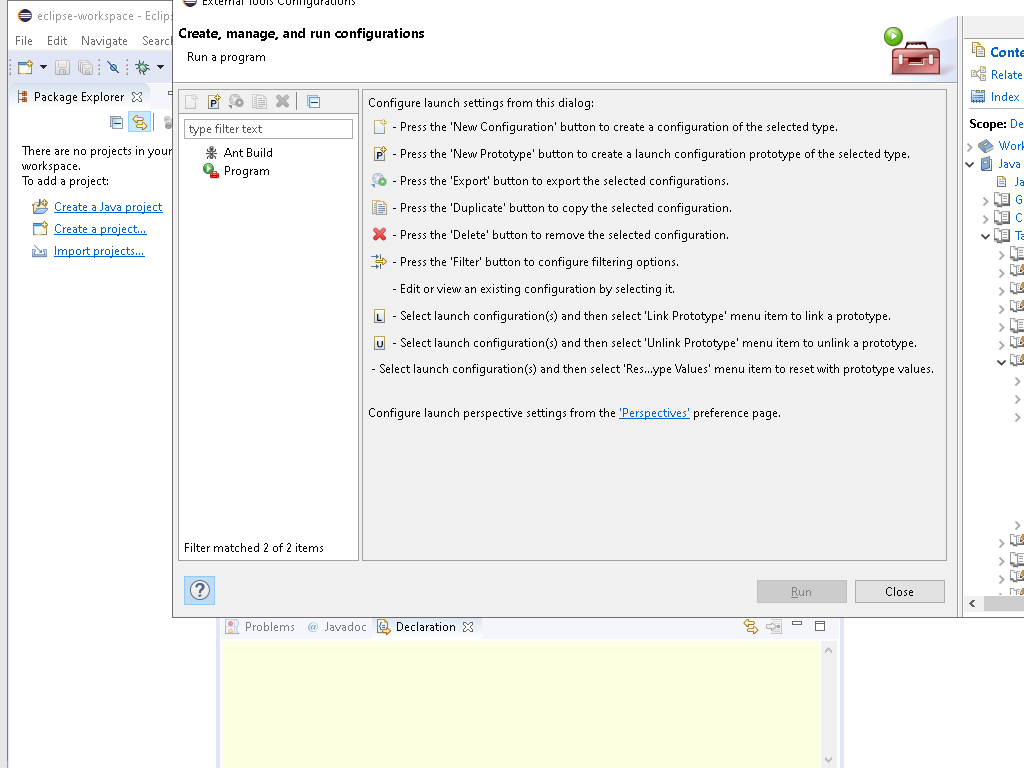 eclipse-workspace - Eclips
File Edit Navigate Search
Package Explorer
There are no projects in your
workspace.
To add a project:
Create a Java project
Create a project...
Import projects...
External Tools Configurations
Create, manage, and run configurations
Run a program
type filter text
Ant Build
Program
Filter matched 2 of 2 items
Configure launch settings from this dialog:
- Press the 'New Configuration' button to create a configuration of the selected type.
- Press the 'New Prototype' button to create a launch configuration prototype of the selected type.
- Press the 'Export' button to export the selected configurations.
- Press the 'Duplicate' button to copy the selected configuration.
- Press the 'Delete' button to remove the selected configuration.
- Press the 'Filter' button to configure filtering options.
- Edit or view an existing configuration by selecting it.
L - Select launch configuration(s) and then select 'Link Prototype' menu item to link a prototype.
U - Select launch configuration(s) and then select 'Unlink Prototype' menu item to unlink a prototype.
- Select launch configuration(s) and then select 'Res...ype Values' menu item to reset with prototype values.
Configure launch perspective settings from the 'Perspectives' preference page.
Run
Close
Problems
@ Javadoc
Declaration
Conte
Relate
Index
Scope: De
Work
Java
Ja
G
C
Ta